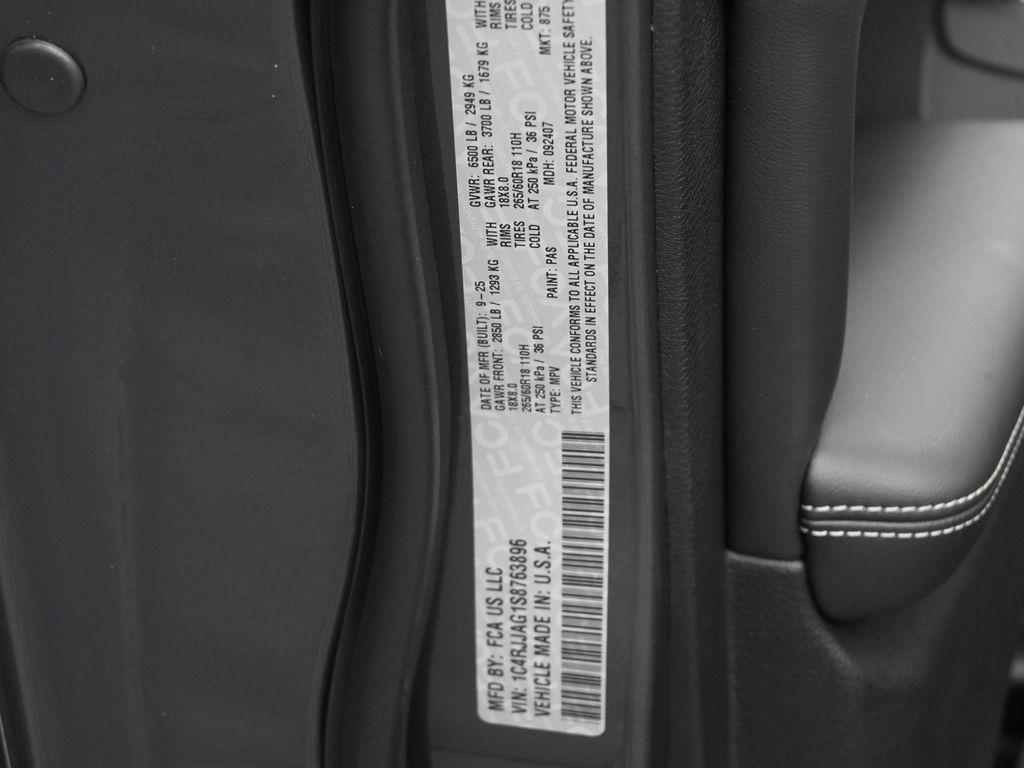 MFD BY: FCA US LLC
VIN: 1C4RJJAG1S8763896
VEHICLE MADE IN: U.S.A.
DATE OF MFR (BUILT): 9-25 GVWR: 6500 LB / 2949 KG
GAWR FRONT: 2850 LB / 1293 KG WITH GAWR REAR: 3700 LB / 1679 KG WITH
18X8.0 RIMS 18X8.0 RIMS
265/60R18 110H TIRES 265/60R18 110H TIRES
AT 250 kPa / 36 PSI COLD AT 250 kPa / 36 PSI COLD
TYPE: MPV PAINT: PAS MDH: 092407 MKT: 875
THIS VEHICLE CONFORMS TO ALL APPLICABLE U.S.A. FEDERAL MOTOR VEHICLE SAFETY
STANDARDS IN EFFECT ON THE DATE OF MANUFACTURE SHOWN ABOVE.